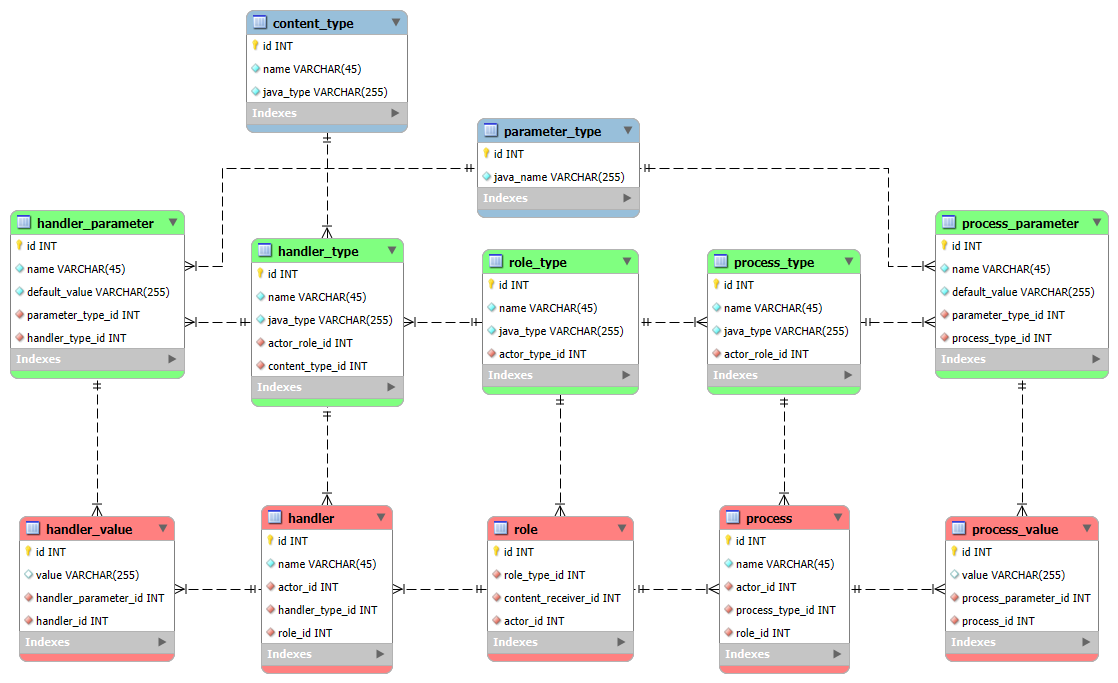 content_type
id INT
name VARCHAR(45)
java_type VARCHAR(255)
Indexes
parameter_type
id INT
java_name VARCHAR(255)
Indexes
handler_parameter
id INT
name VARCHAR(45)
default_value VARCHAR(255)
parameter_type_id INT
handler_type_id INT
Indexes
handler_type
id INT
name VARCHAR(45)
java_type VARCHAR(255)
actor_role_id INT
content_type_id INT
Indexes
role_type
id INT
name VARCHAR(45)
java_type VARCHAR(255)
actor_type_id INT
Indexes
process_type
id INT
name VARCHAR(45)
java_type VARCHAR(255)
actor_role_id INT
Indexes
process_parameter
id INT
name VARCHAR(45)
default_value VARCHAR(255)
parameter_type_id INT
process_type_id INT
Indexes
handler_value
id INT
value VARCHAR(255)
handler_parameter_id INT
handler_id INT
Indexes
handler
id INT
name VARCHAR(45)
actor_id INT
handler_type_id INT
role_id INT
Indexes
role
id INT
role_type_id INT
content_receiver_id INT
actor_id INT
Indexes
process
id INT
name VARCHAR(45)
actor_id INT
process_type_id INT
role_id INT
Indexes
process_value
id INT
value VARCHAR(255)
process_parameter_id INT
process_id INT
Indexes